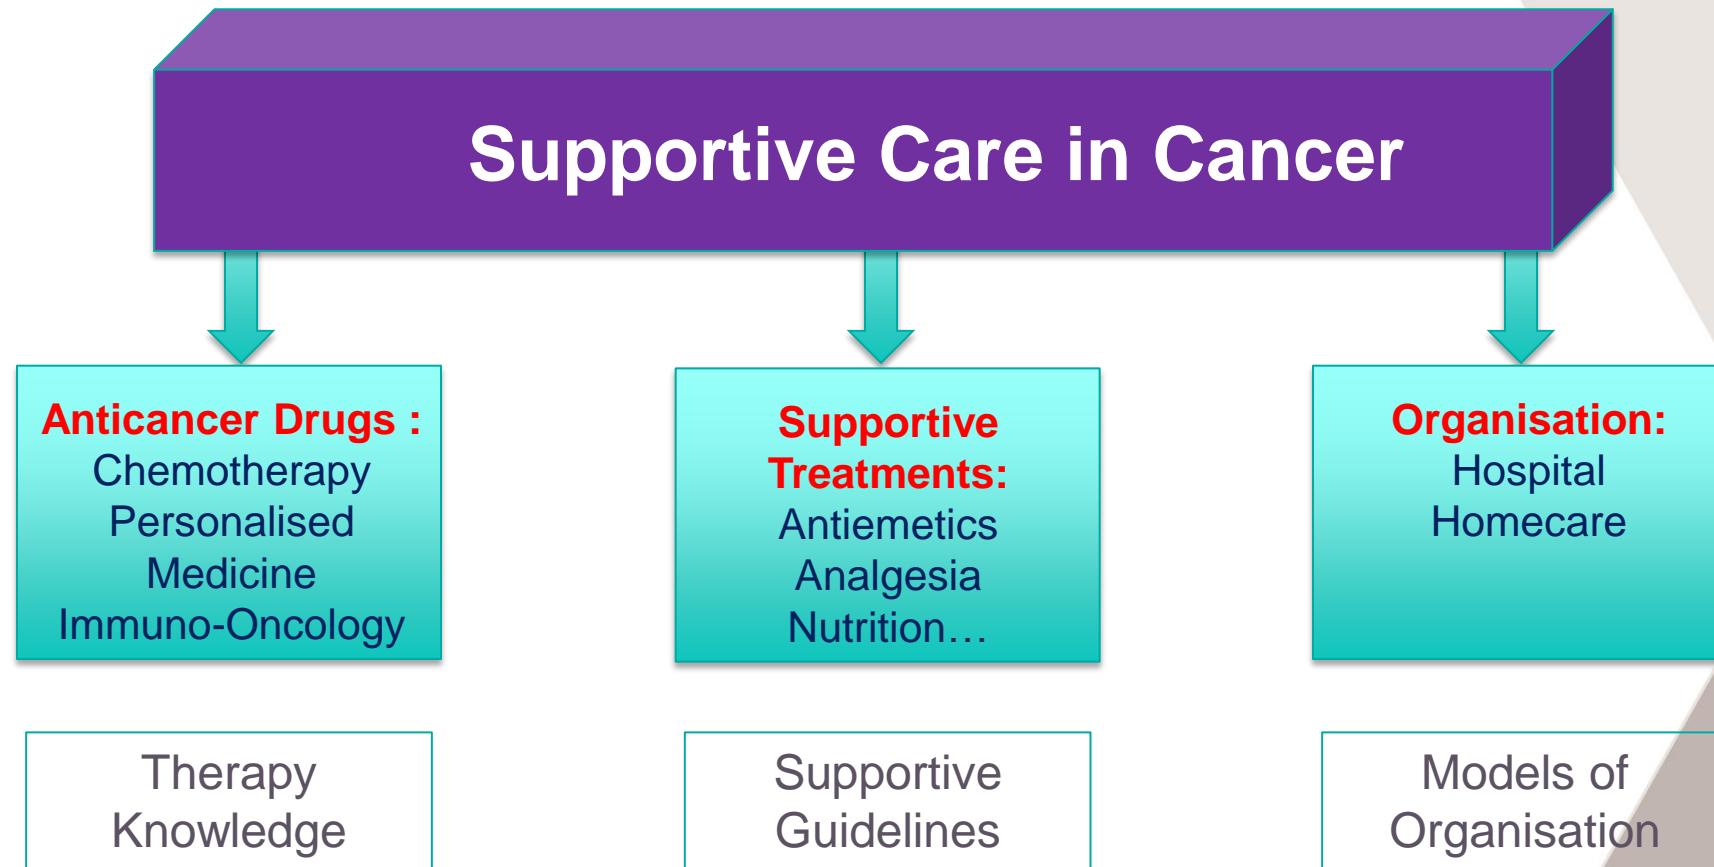 Supportive Care in Cancer
Anticancer Drugs :
Chemotherapy
Personalised
Medicine
Immuno-Oncology
Supportive
Treatments:
Antiemetics
Analgesia
Nutrition…
Organisation:
Hospital
Homecare
Therapy
Knowledge
Supportive
Guidelines
Models of
Organisation